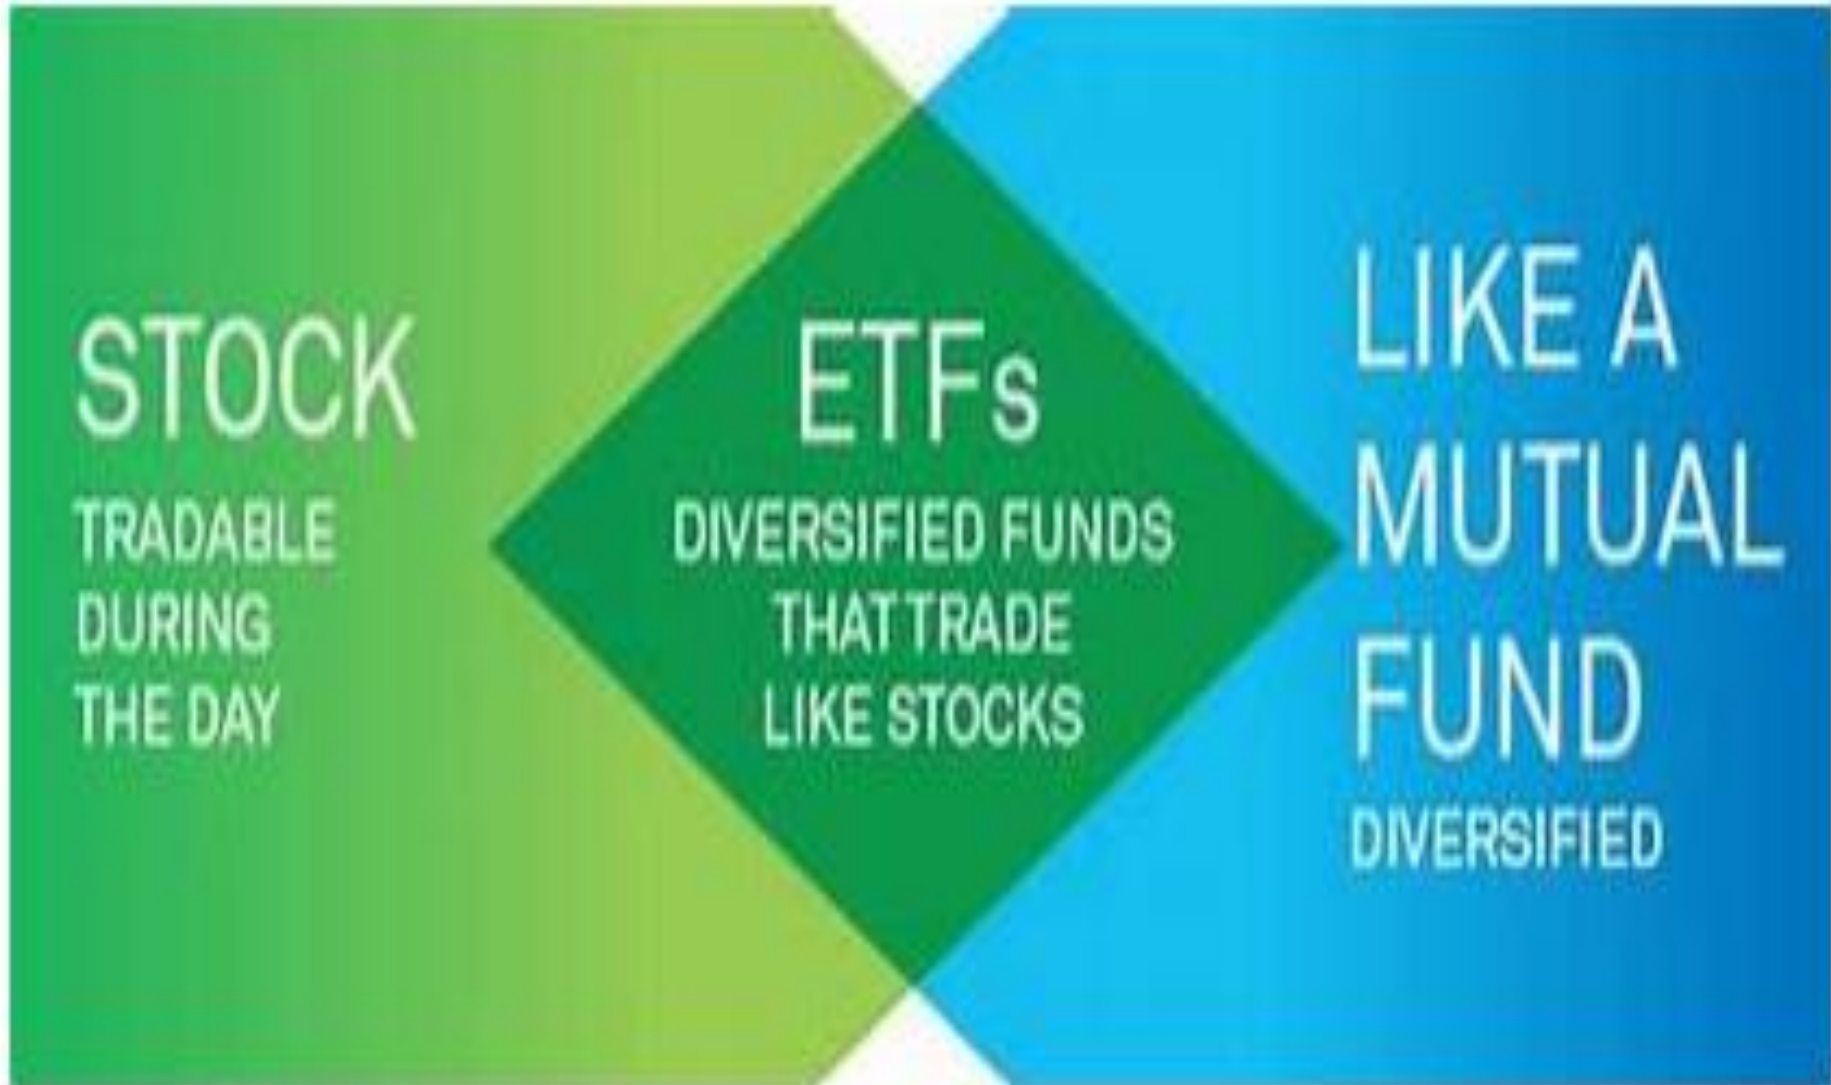 STOCK
TRADABLE
DURING
THE DAY
ETFs
DIVERSIFIED FUNDS
THAT TRADE
LIKE STOCKS
LIKE A
MUTUAL
FUND
DIVERSIFIED